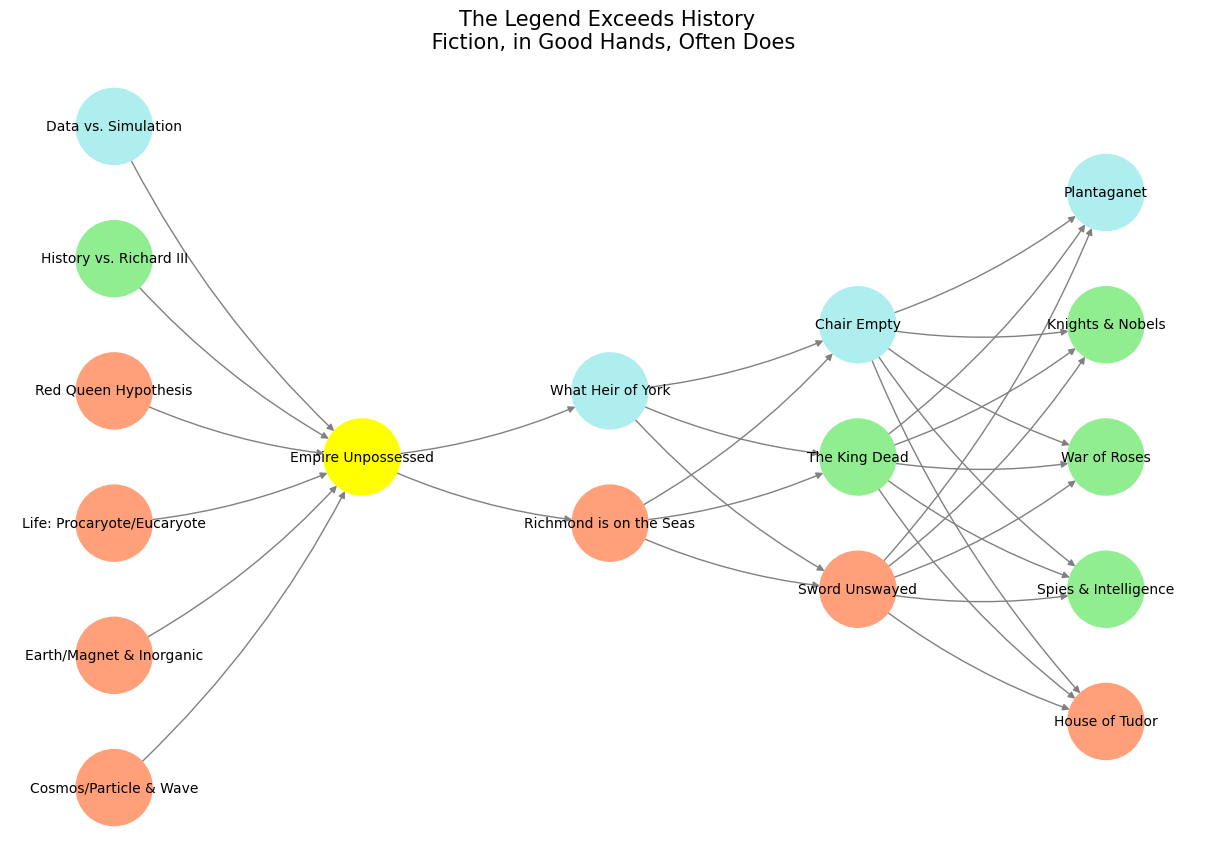 The Legend Exceeds History
Fiction, in Good Hands, Often Does
Data vs. Simulation
History vs. Richard III
Red Queen Hypothesis
Life: Procaryote/Eucaryote
Earth/Magnet & Inorganic
Cosmos/Particle & Wave
Empire Unpossessed
What Heir of York
Richmond is on the Seas
Chair Empty
The King Dead
Sword Unswayed
Plantaganet
Knights & Nobels
War of Roses
Spies & Intelligence
House of Tudor